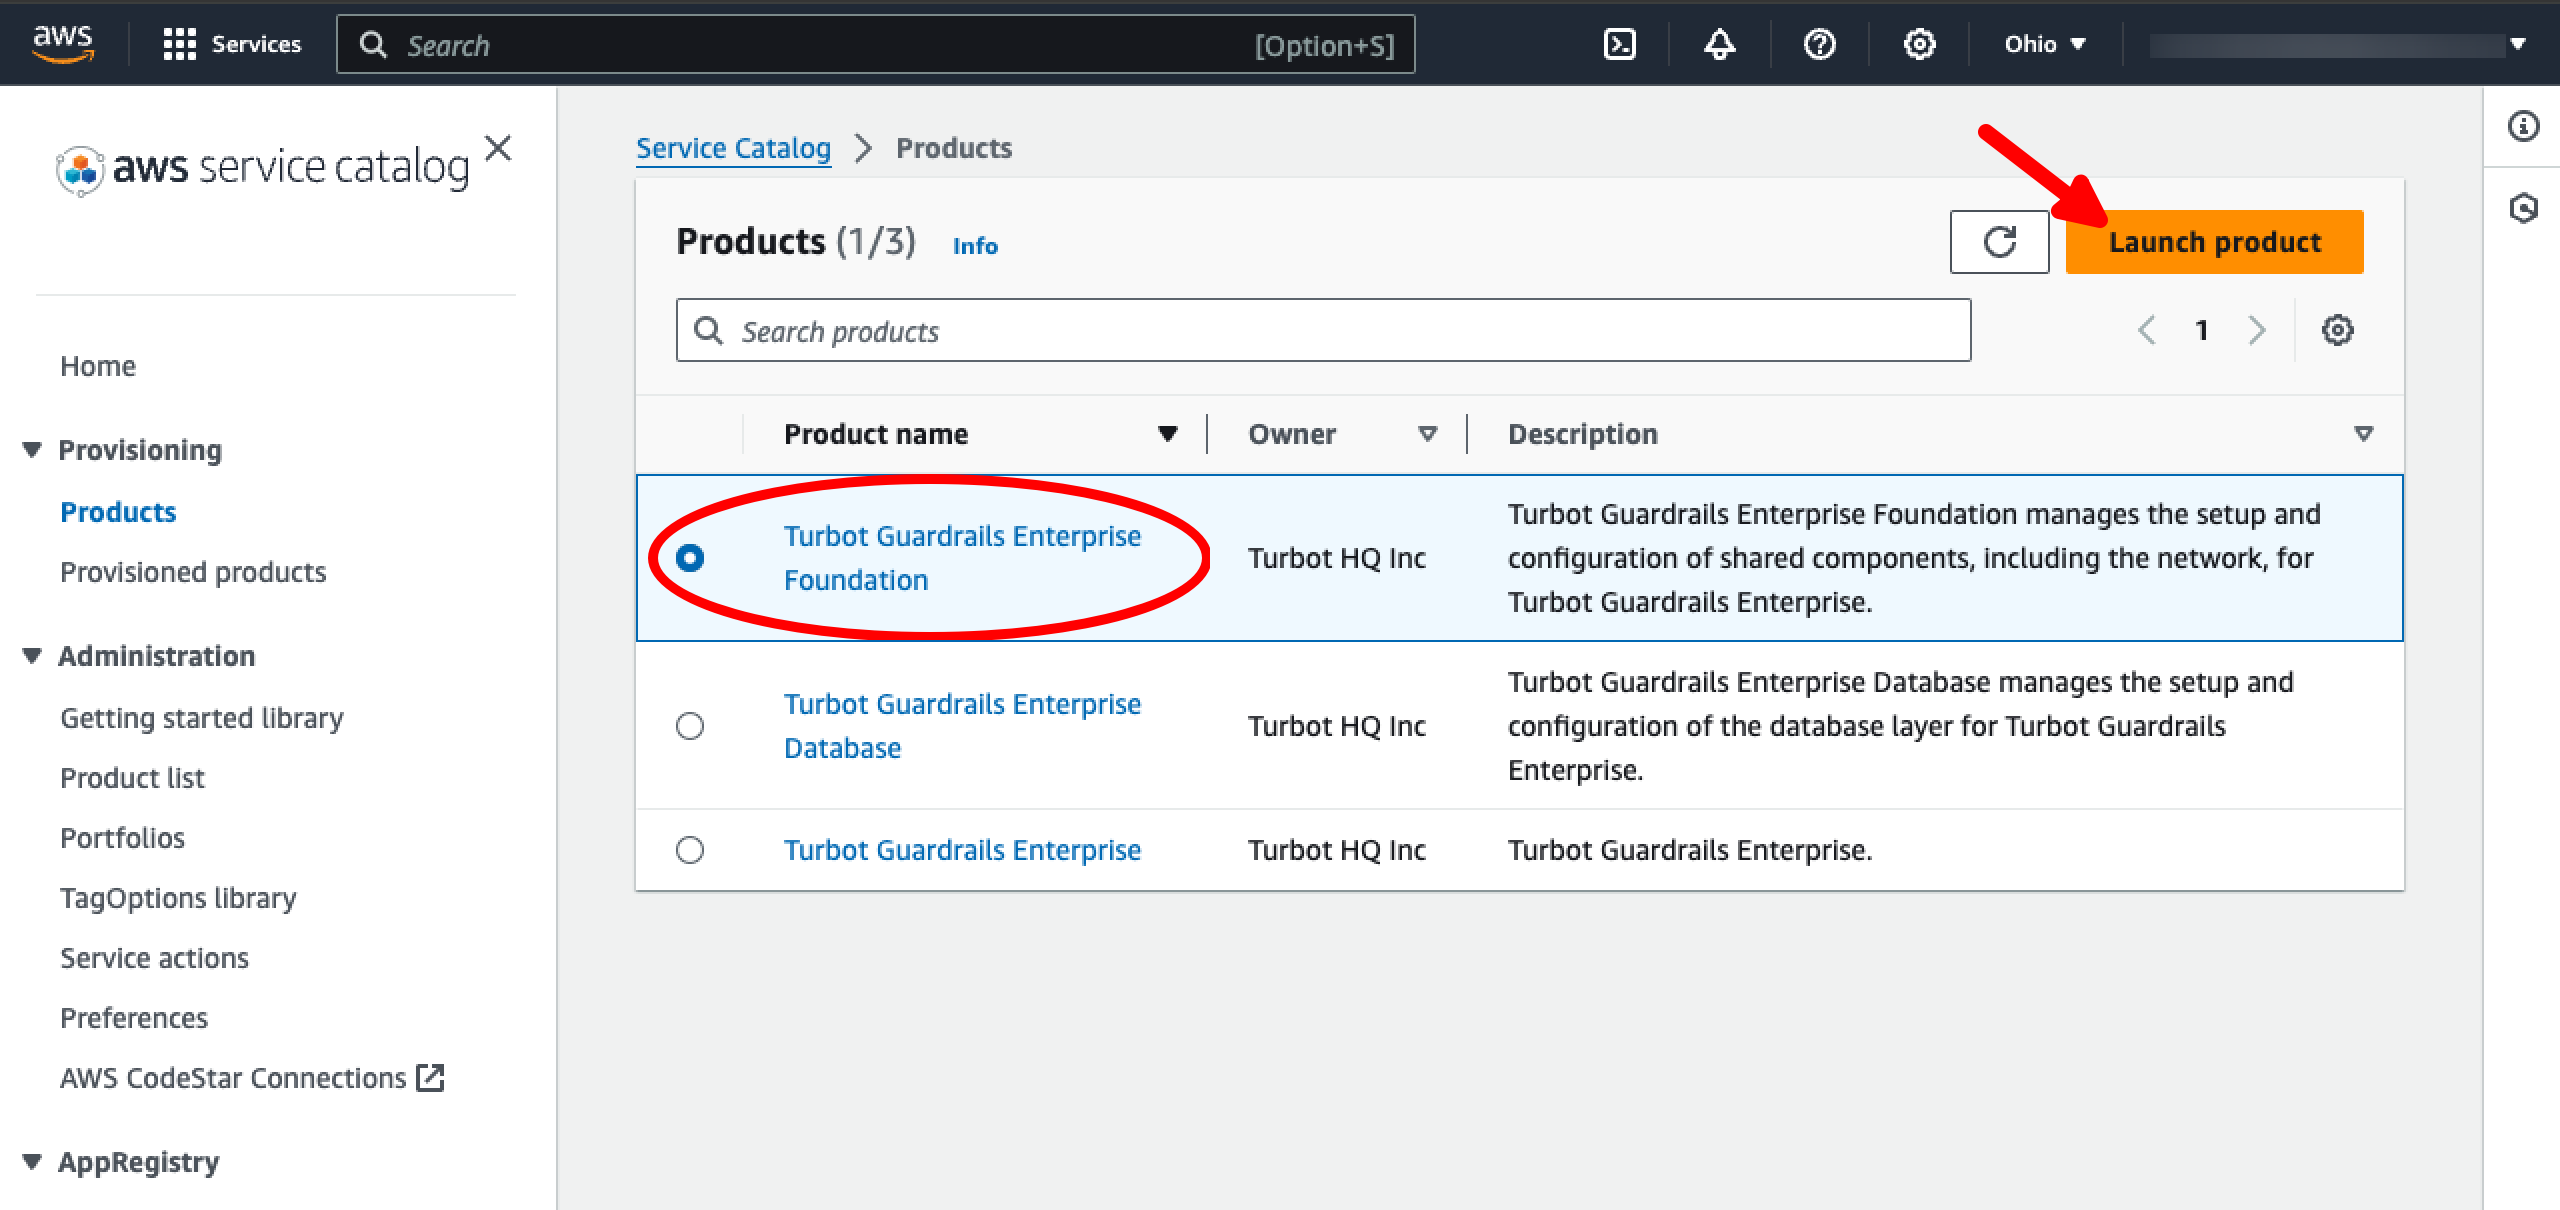 aws
Services
Search
[Option+S]
Ohio
aws service catalog
Home
Provisioning
Products
Provisioned products
Administration
Getting started library
Product list
Portfolios
TagOptions library
Service actions
Preferences
AWS CodeStar Connections
AppRegistry
Service Catalog > Products
Products (1/3) Info
Launch product
Search products
1
Product name
Owner
Description
Turbot Guardrails Enterprise
Foundation
Turbot HQ Inc
Turbot Guardrails Enterprise Foundation manages the setup and
configuration of shared components, including the network, for
Turbot Guardrails Enterprise.
Turbot Guardrails Enterprise
Database
Turbot HQ Inc
Turbot Guardrails Enterprise Database manages the setup and
configuration of the database layer for Turbot Guardrails
Enterprise.
Turbot Guardrails Enterprise
Turbot HQ Inc
Turbot Guardrails Enterprise.